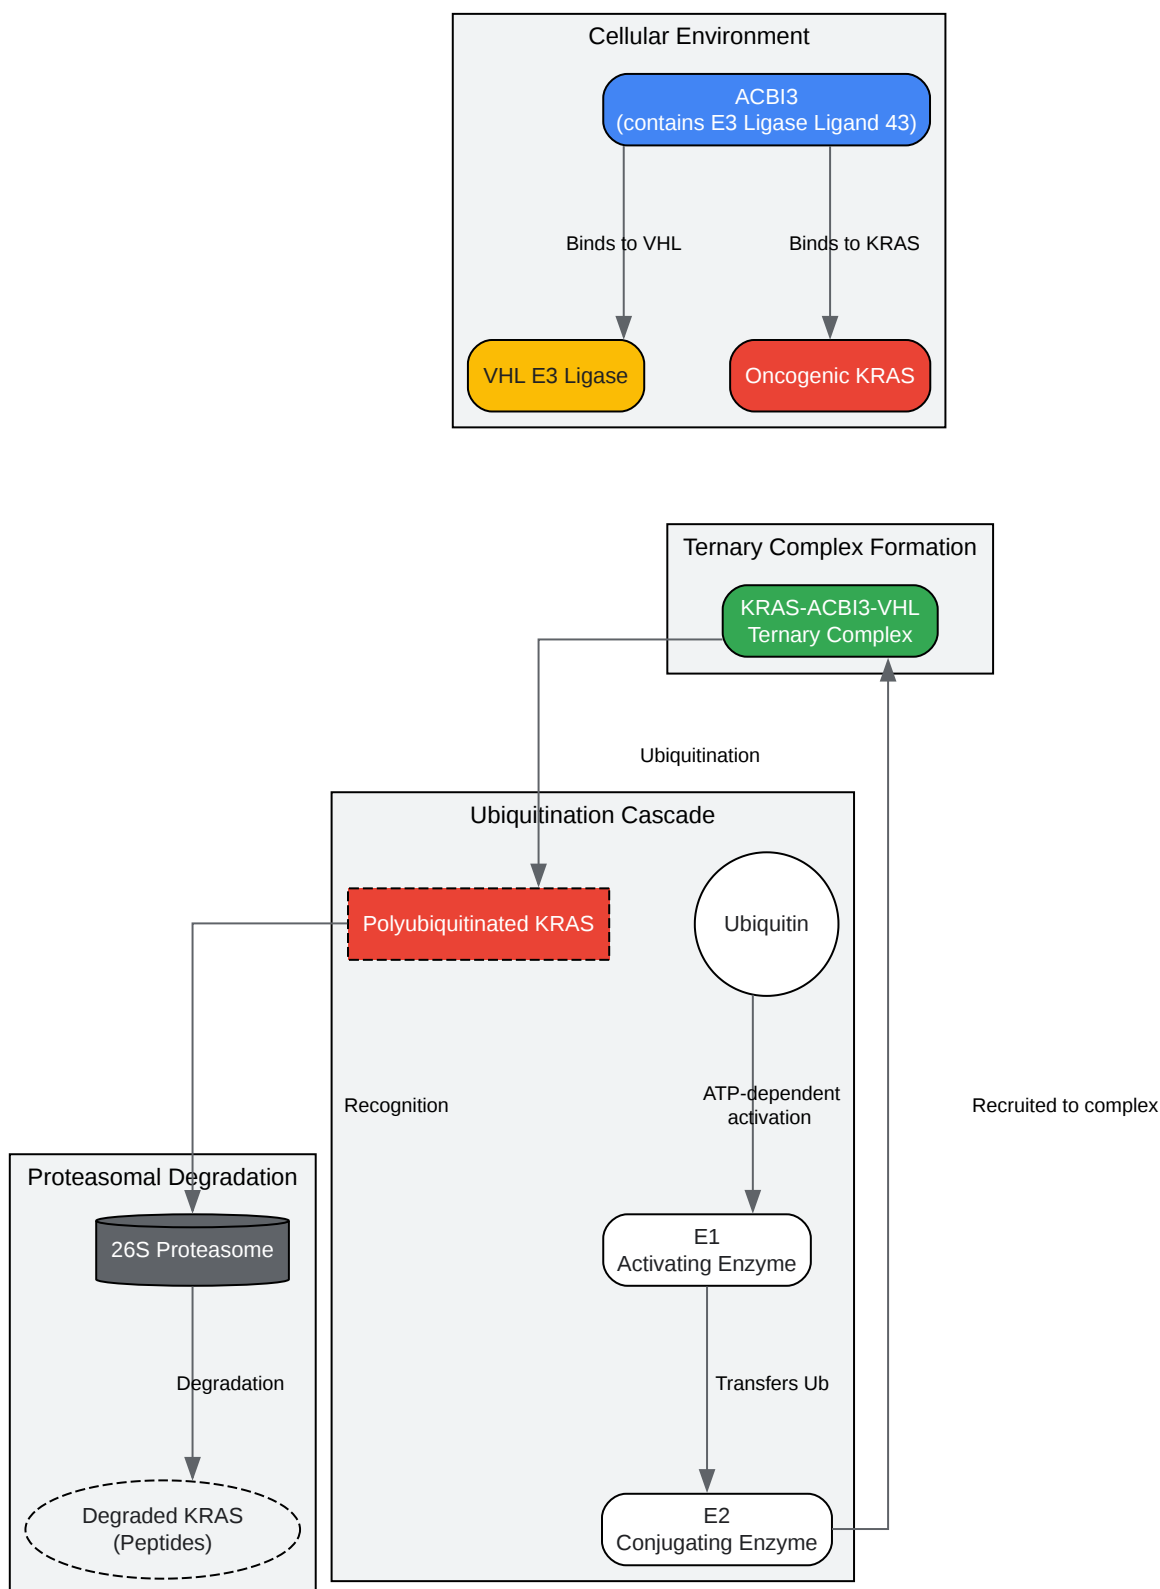 Cellular Environment
ACBI3
(contains E3 Ligase Ligand 43)
Binds to VHL
Binds to KRAS
VHL E3 Ligase
Oncogenic KRAS
Ternary Complex Formation
KRAS-ACBI3-VHL
Ternary Complex
Ubiquitination
Ubiquitination Cascade
Polyubiquitinated KRAS
Ubiquitin
Recognition
ATP-dependent
activation
Recruited to complex
Proteasomal Degradation
26S Proteasome
E1
Activating Enzyme
Degradation
Transfers Ub
Degraded KRAS
(Peptides)
E2
Conjugating Enzyme